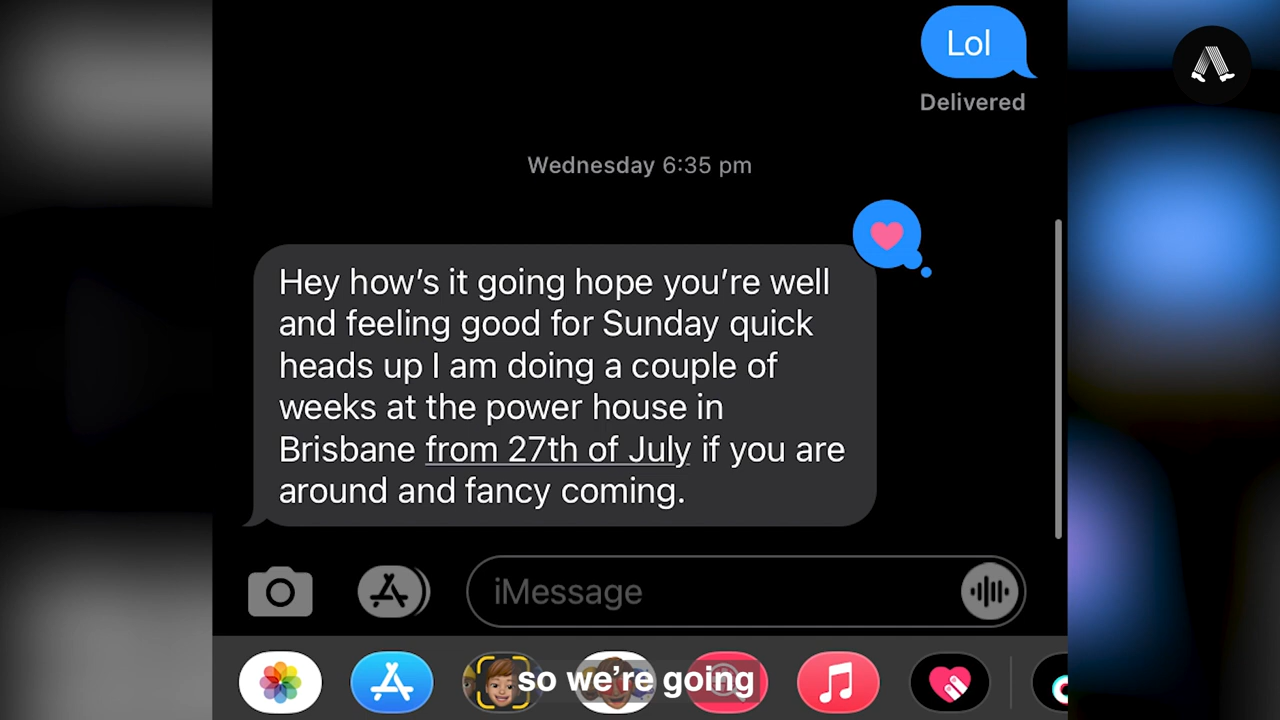 Lol
Delivered
Wednesday 6:35 pm
Hey how’s it going hope you’re well
and feeling good for Sunday quick
heads up I am doing a couple of
weeks at the power house in
Brisbane from 27th of July if you are
around and fancy coming.
iMessage
so we’re going